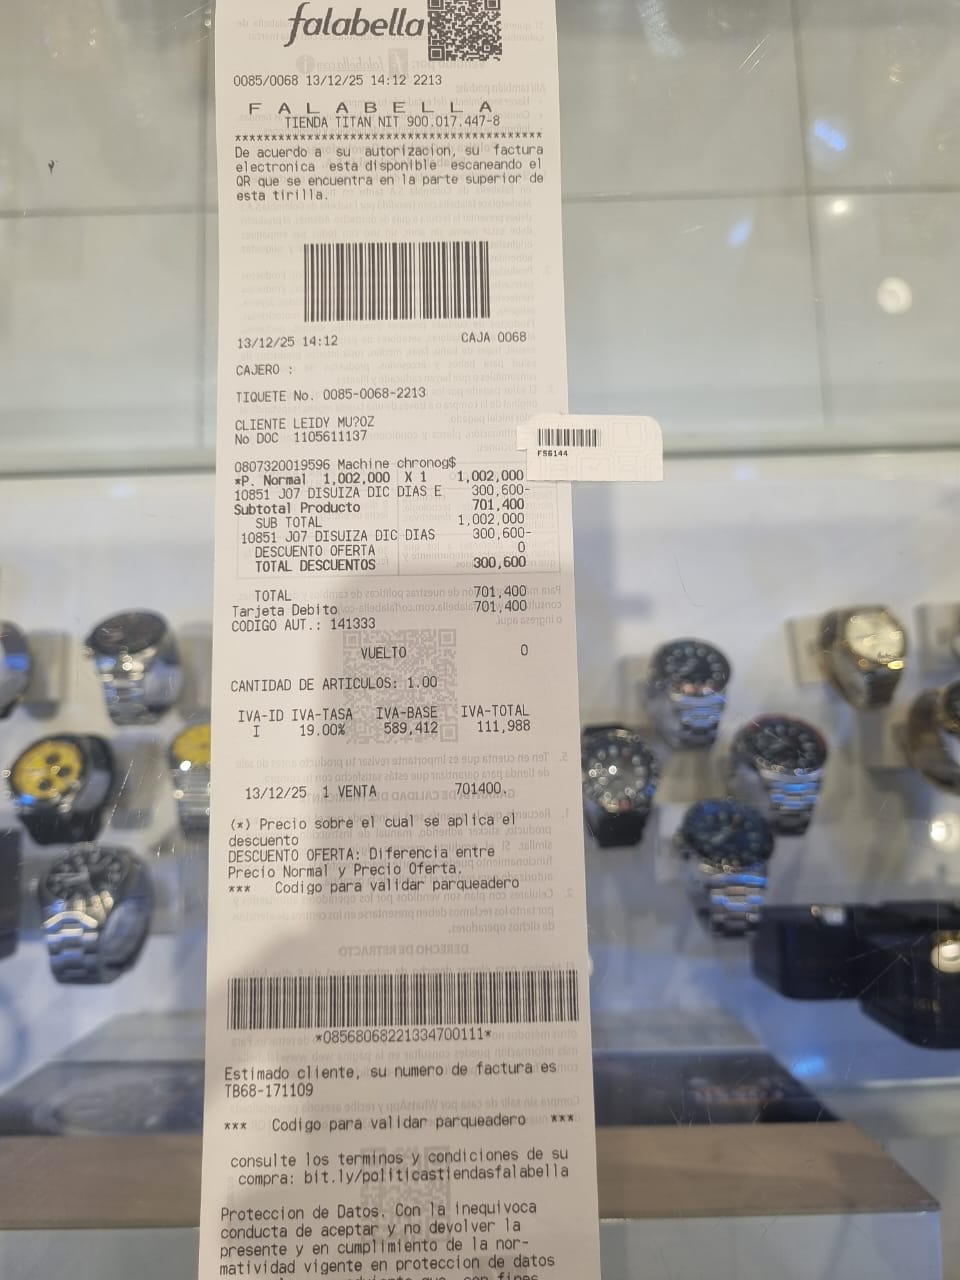 falabella
0085/0068 13/12/25 14:12 2213
F A L A B E L L A
TIENDA TITAN NIT 900.017.447-8
****************************************
De acuerdo a su autorizacion, su factura
electronica esta disponible escaneando el
QR que se encuentra en la parte superior de
esta tirilla.
13/12/25 14:12 CAJA 0068
CAJERO :
TIQUETE No. 0085-0068-2213
CLIENTE LEIDY MU?OZ
No DOC 1105611137
FS6144
0807320019596 Machine chronog$
*P. Normal 1,002,000 X 1 1,002,000
10851 J07 DISUIZA DIC DIAS E 300,600-
Subtotal Producto 701,400
SUB TOTAL 1,002,000
10851 J07 DISUIZA DIC DIAS 300,600-
DESCUENTO OFERTA 0
TOTAL DESCUENTOS 300,600
TOTAL 701,400
Tarjeta Debito 701,400
CODIGO AUT.: 141333
VUELTO 0
CANTIDAD DE ARTICULOS: 1.00
IVA-ID IVA-TASA IVA-BASE IVA-TOTAL
I 19.00% 589,412 111,988
13/12/25 1 VENTA 701400.
(*) Precio sobre el cual se aplica el
descuento
DESCUENTO OFERTA: Diferencia entre
Precio Normal y Precio Oferta.
*** Codigo para validar parqueadero
*08568068221334700111*
Estimado cliente, su numero de factura es
TB68-171109
*** Codigo para validar parqueadero ***
consulte los terminos y condiciones de su
compra: bit.ly/politicastiendasfalabella
Proteccion de Datos. Con la inequivoca
conducta de aceptar y no devolver la
presente y en cumplimiento de la nor-
matividad vigente en proteccion de datos